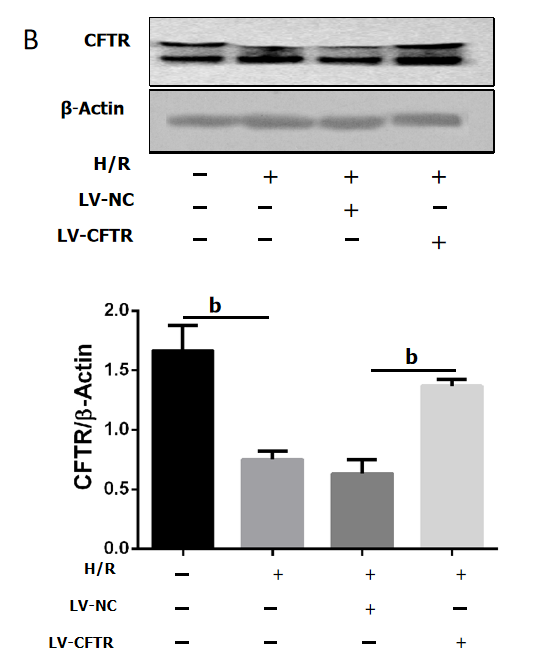 B
CFTR
β-Actin
H/R − + + +
LV-NC − − + −
LV-CFTR − − − +
b
b
2.0
1.5
1.0
0.5
0.0
CFTR/β-Actin
H/R − + + +
LV-NC − − + −
LV-CFTR − − − +